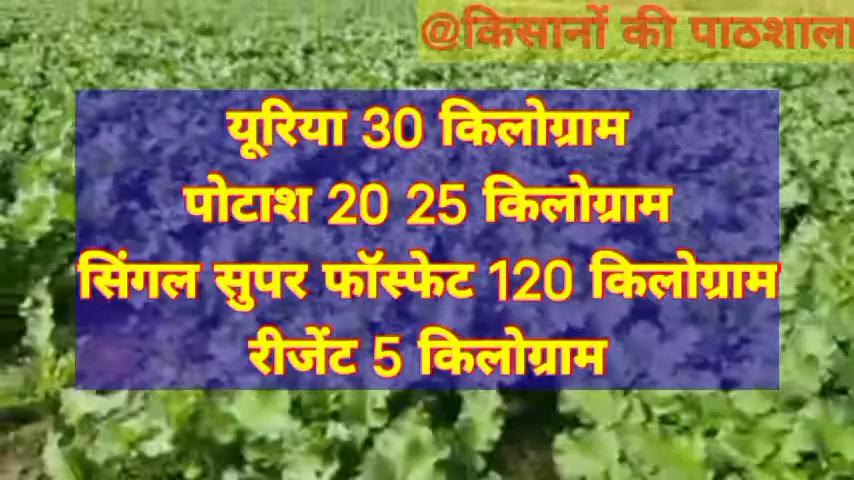 @किसानों की पाठशाला
यूरिया 30 किलोग्राम
पोटाश 20 25 किलोग्राम
सिंगल सुपर फॉस्फेट 120 किलोग्राम
रीजेंट 5 किलोग्राम